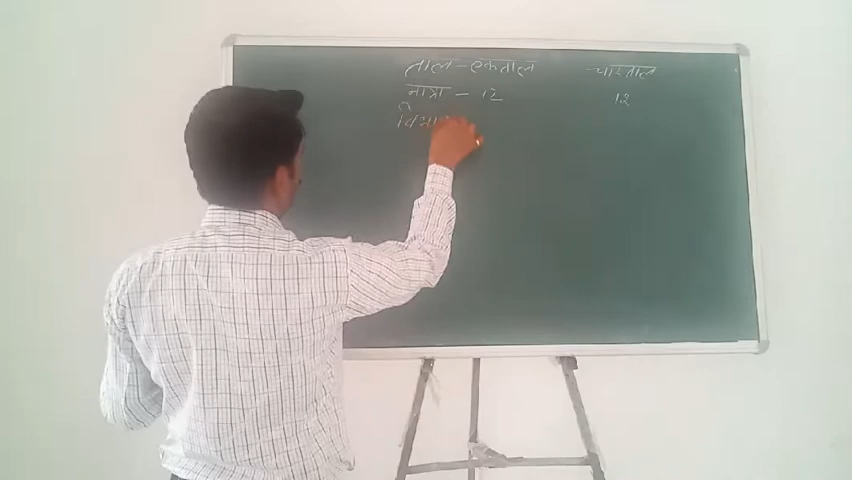 ताल - एकताल चारताल
मात्रा - 12 12
विभा